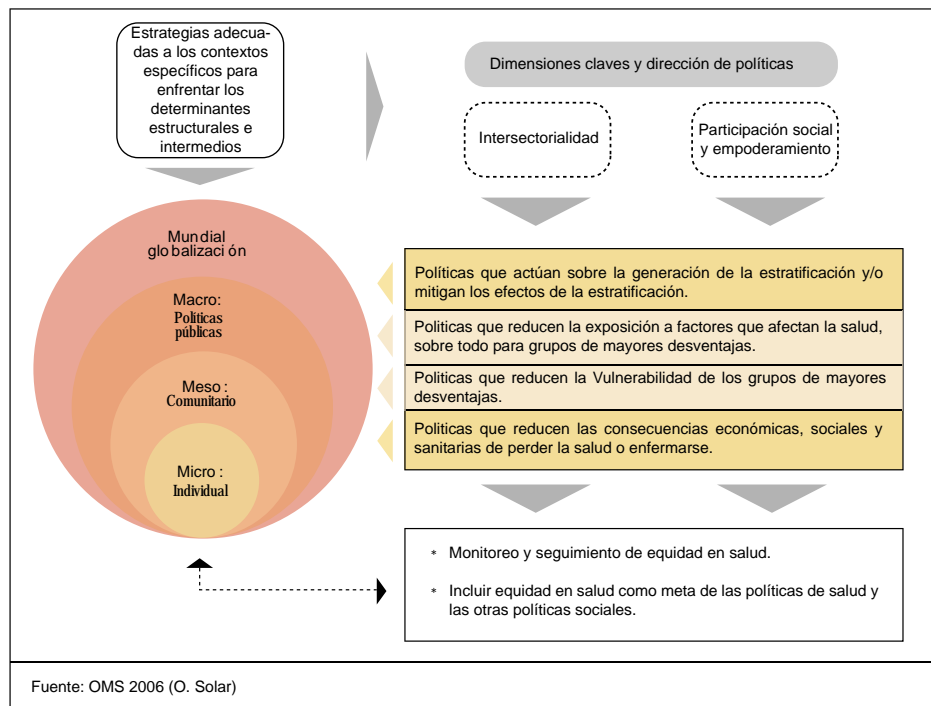 Estrategias adecua-
das a los contextos
específicos para
enfrentar los
determinantes
estructurales e
intermedios
Dimensiones claves y dirección de políticas
Intersectorialidad
Participación social
y empoderamiento
Mundial
globalización
Macro:
Políticas
públicas
Meso :
Comunitario
Micro :
Individual
Políticas que actúan sobre la generación de la estratificación y/o
mitigan los efectos de la estratificación.
Politicas que reducen la exposición a factores que afectan la salud,
sobre todo para grupos de mayores desventajas.
Politicas que reducen la Vulnerabilidad de los grupos de mayores
desventajas.
Politicas que reducen las consecuencias económicas, sociales y
sanitarias de perder la salud o enfermarse.
* Monitoreo y seguimiento de equidad en salud.
* Incluir equidad en salud como meta de las políticas de salud y
las otras políticas sociales.
Fuente: OMS 2006 (O. Solar)